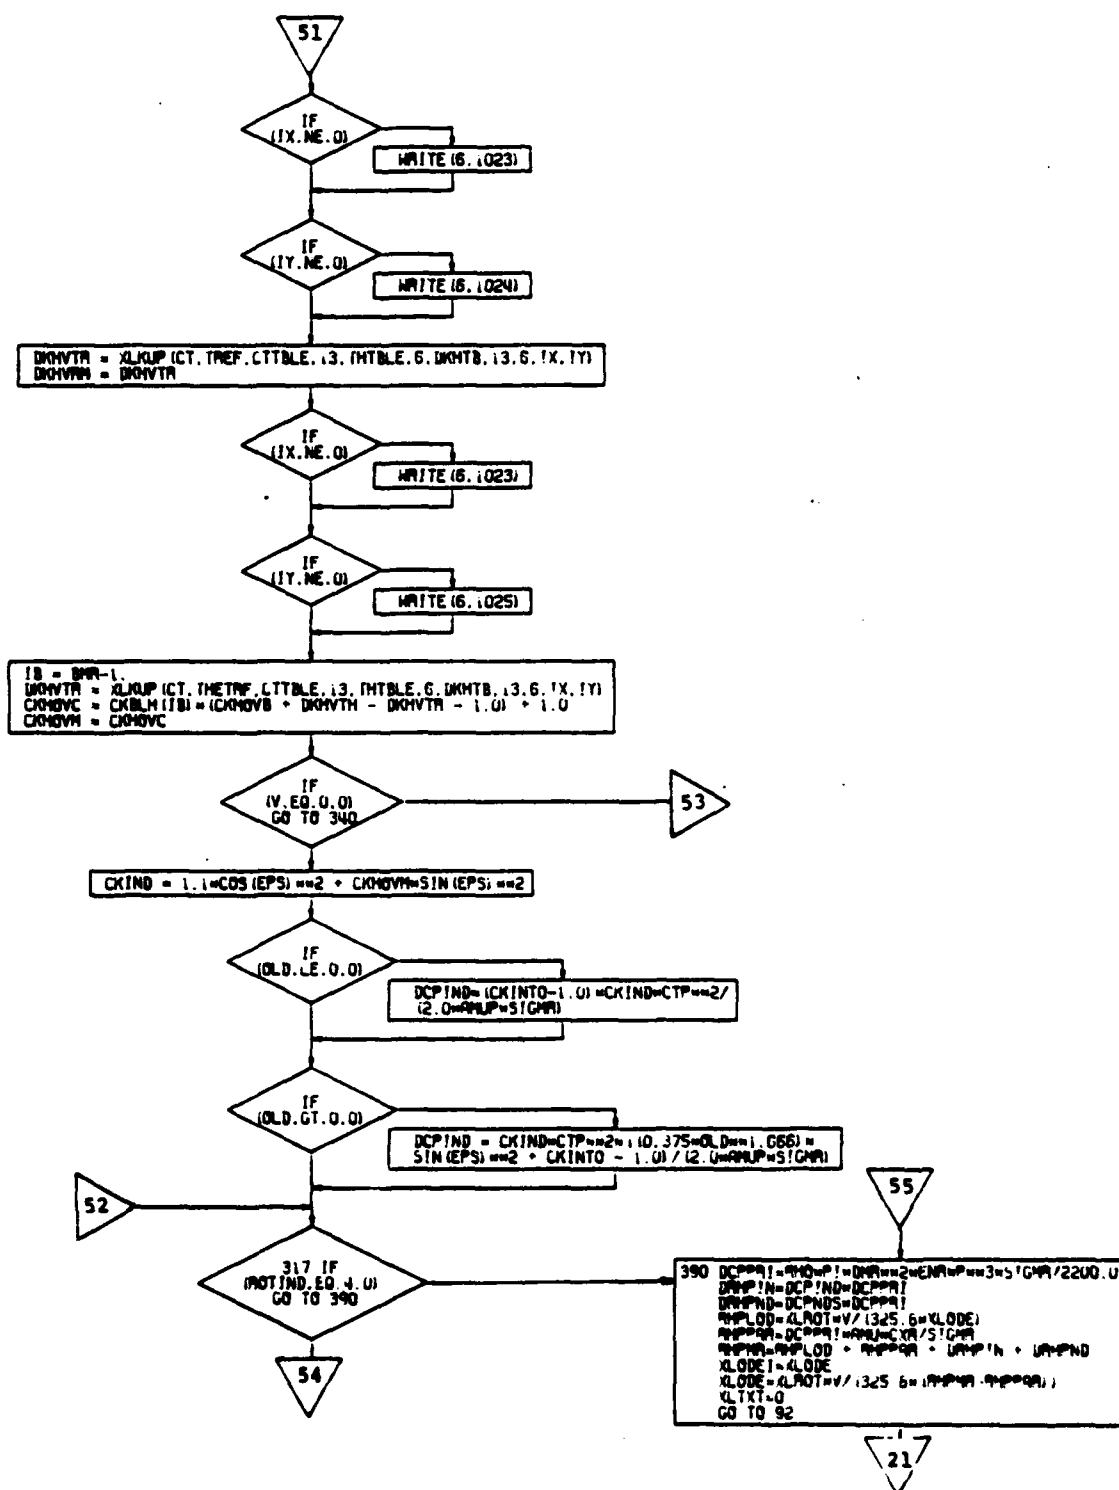 51
IF
(IX.NE.0)
WRITE(6,1023)
IF
(IY.NE.0)
WRITE(6,1024)
DKHVTR = XLKUP(CT,TREF,CTTBLE,13,THTBLE,6,DKHTB,13,6,IX,IY)
DKHVRM = DKHVTR
IF
(IX.NE.0)
WRITE(6,1023)
IF
(IY.NE.0)
WRITE(6,1025)
IB = BMR-1.
DKHVTR = XLKUP(CT,THETRF,CTTBLE,13,THTBLE,6,DKHTB,13,6,IX,IY)
CKHOVC = CKBLH(IB)*(CKHOVB + DKHVTH - DKHVTR - 1.0) + 1.0
CKHOVM = CKHOVC
IF
(V.EQ.0.0)
GO TO 340
53
CKIND = 1.1*COS(EPS)**2 + CKHOVM*SIN(EPS)**2
IF
(OLD.LE.0.0)
DCPIND=(CKINTO-1.0)*CKIND*CTP**2/
(2.0*AMUP*SIGMR)
IF
(OLD.GT.0.0)
DCPIND = CKIND*CTP**2*((0.375*OLD**1.666)*
SIN(EPS)**2 + CKINTO - 1.0)/(2.0*AMUP*SIGMR)
52
55
317 IF
(ROTIND.EQ.4.0)
GO TO 390
54
390 DCPPRI=RHO*PI*DMR**2*ENR*P**3*SIGMR/2200.0
DRHPIN=DCPIND*DCPPRI
DRHPND=DCPNDS*DCPPRI
RHPLOD=XLROT*V/(325.6*XLODE)
RHPPAR=DCPPRI*AMU*CXR/SIGMR
RHPMR=RHPLOD + RHPPAR + DRHPIN + DRHPND
XLODEI=XLODE
XLODE=XLROT*V/(325.6*(RHPMR-RHPPAR))
XLTXT=0
GO TO 92
21